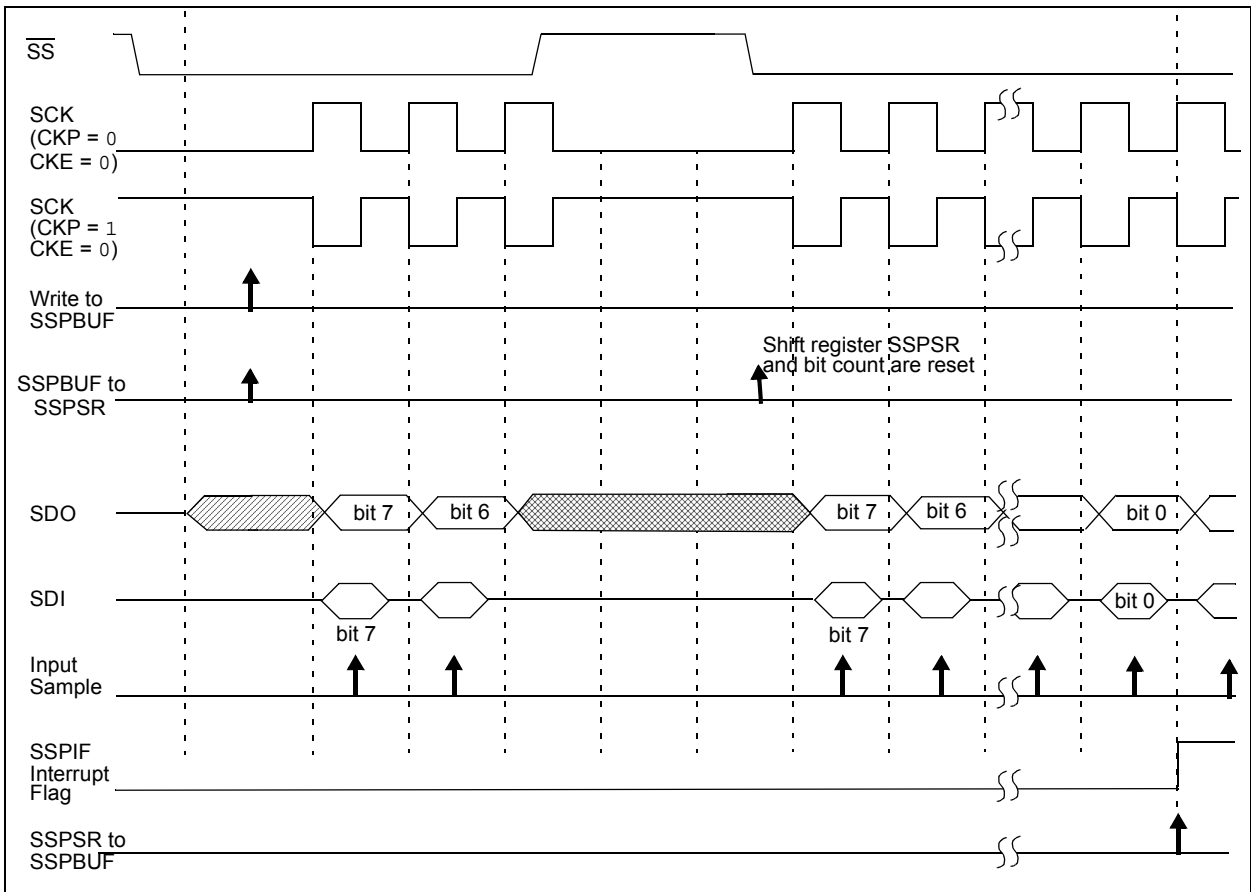 SS
SCK
(CKP = 0
CKE = 0)
SCK
(CKP = 1
CKE = 0)
Write to
SSPBUF
Shift register SSPSR
and bit count are reset
SSPBUF to
SSPSR
SDO
bit 7
bit 6
bit 7
bit 6
bit 0
SDI
bit 0
bit 7
bit 7
Input
Sample
SSPIF
Interrupt
Flag
SSPSR to
SSPBUF